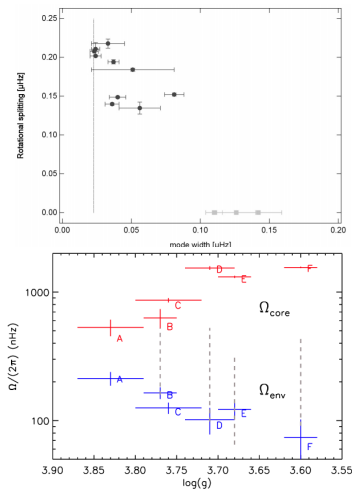 0.25
0.20
0.15
0.10
0.05
0.00
Rotational splitting [µHz]
0.00 0.05 0.10 0.15 0.20
mode width [µHz]
1000
100
Ω/(2π) (nHz)
A B C D E F
Ωcore
A B C D E F
Ωenv
3.90 3.85 3.80 3.75 3.70 3.65 3.60 3.55
log(g)